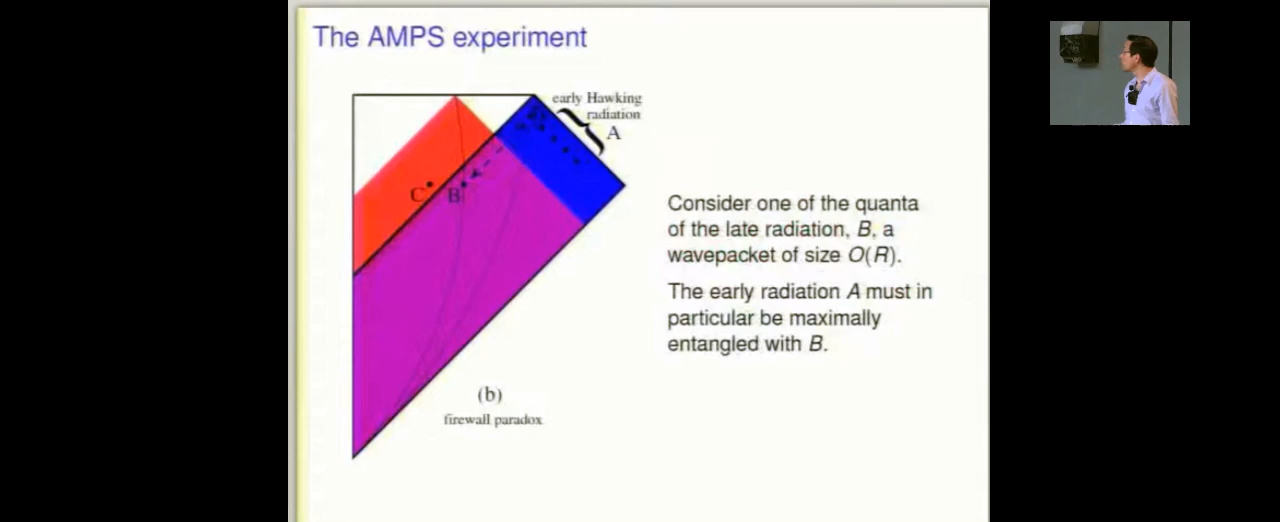 The AMPS experiment
early Hawking
radiation
A
C
B
Consider one of the quanta
of the late radiation, B, a
wavepacket of size O(R).
The early radiation A must in
particular be maximally
entangled with B.
(b)
firewall paradox